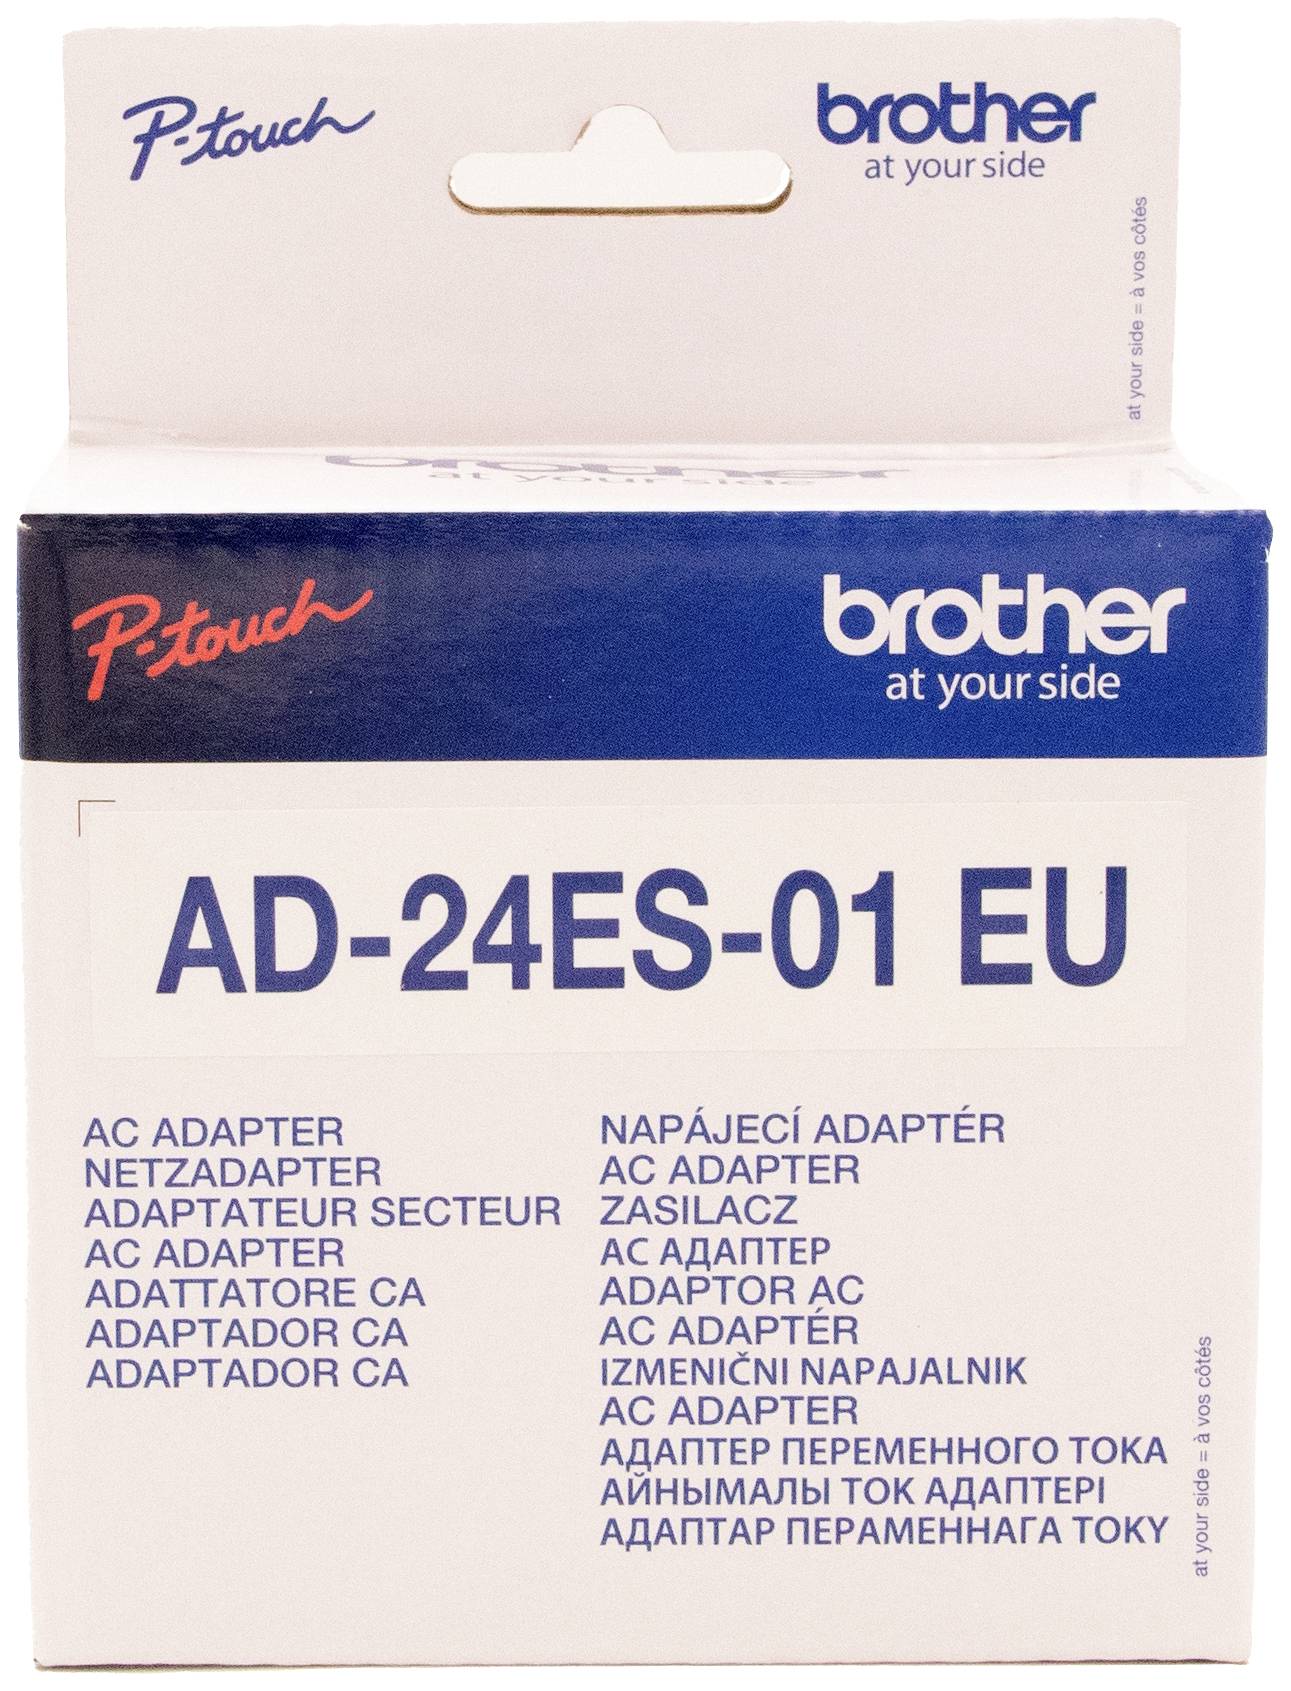 P-touch
brother
at your side
at your side = à vos côtés
brother
at your side
P-touch
brother
at your side
AD-24ES-01 EU
AC ADAPTER
NETZADAPTER
ADAPTATEUR SECTEUR
AC ADAPTER
ADATTATORE CA
ADAPTADOR CA
ADAPTADOR CA
NAPÁJECÍ ADAPTÉR
AC ADAPTER
ZASILACZ
AC АДАПТЕР
ADAPTOR AC
AC ADAPTÉR
IZMENIČNI NAPAJALNIK
AC ADAPTER
АДАПТЕР ПЕРЕМЕННОГО ТОКА
АЙНЫМАЛЫ ТОК АДАПТЕРІ
АДАПТАР ПЕРАМЕННАГА ТОКУ
at your side = à vos côtés